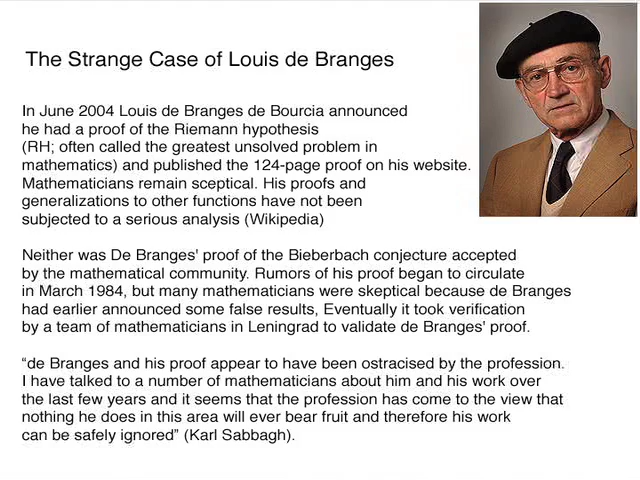 The Strange Case of Louis de Branges
In June 2004 Louis de Branges de Bourcia announced
he had a proof of the Riemann hypothesis
(RH; often called the greatest unsolved problem in
mathematics) and published the 124-page proof on his website.
Mathematicians remain sceptical. His proofs and
generalizations to other functions have not been
subjected to a serious analysis (Wikipedia)
Neither was De Branges' proof of the Bieberbach conjecture accepted
by the mathematical community. Rumors of his proof began to circulate
in March 1984, but many mathematicians were skeptical because de Branges
had earlier announced some false results, Eventually it took verification
by a team of mathematicians in Leningrad to validate de Branges' proof.
“de Branges and his proof appear to have been ostracised by the profession.
I have talked to a number of mathematicians about him and his work over
the last few years and it seems that the profession has come to the view that
nothing he does in this area will ever bear fruit and therefore his work
can be safely ignored” (Karl Sabbagh).